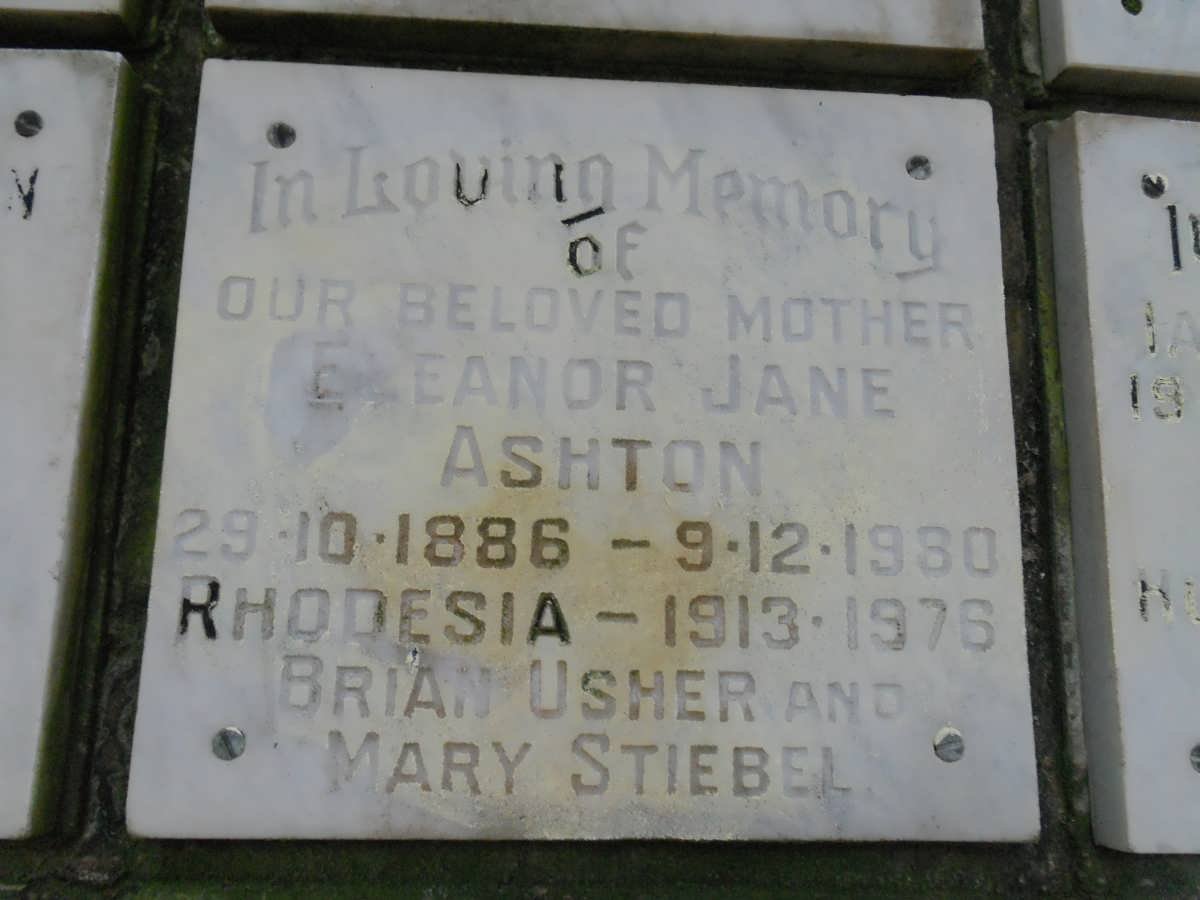 In Loving Memory
of
OUR BELOVED MOTHER
ELEANOR JANE
ASHTON
29·10·1886 – 9·12·1980
RHODESIA – 1913·1976
BRIAN USHER AND
MARY STIEBEL.
Y
19